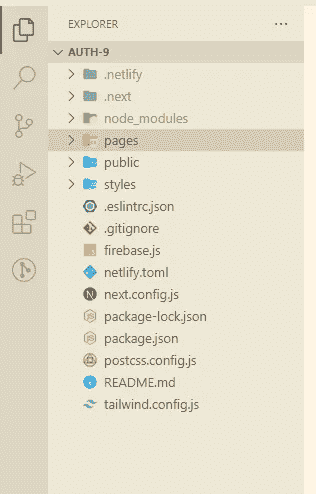 EXPLORER
AUTH-9
.netlify
.next
node_modules
pages
public
styles
.eslintrc.json
.gitignore
firebase.js
netlify.toml
next.config.js
package-lock.json
package.json
postcss.config.js
README.md
tailwind.config.js